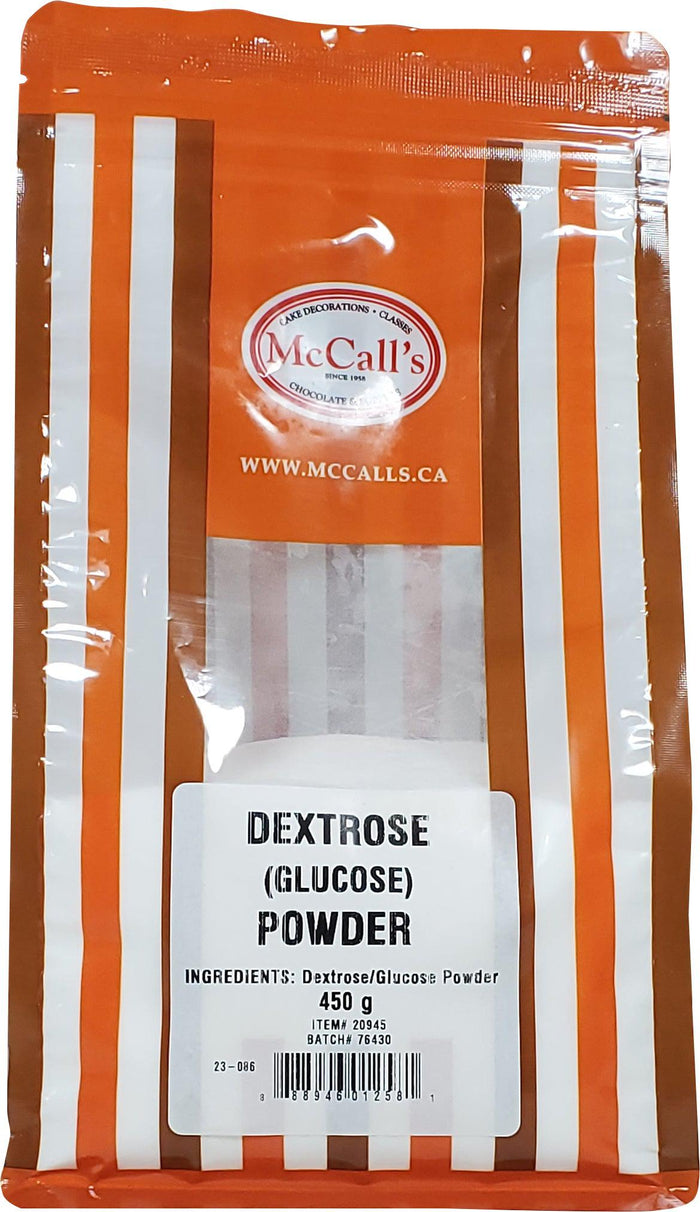 CAKE DECORATIONS • CLASSES
McCall's
SINCE 1958
CHOCOLATE &
WWW.MCCALLS.CA
DEXTROSE
(GLUCOSE)
POWDER
INGREDIENTS: Dextrose/Glucose Powder
450 g
ITEM# 20945
BATCH# 76430
23-086
8 88946 01258 1